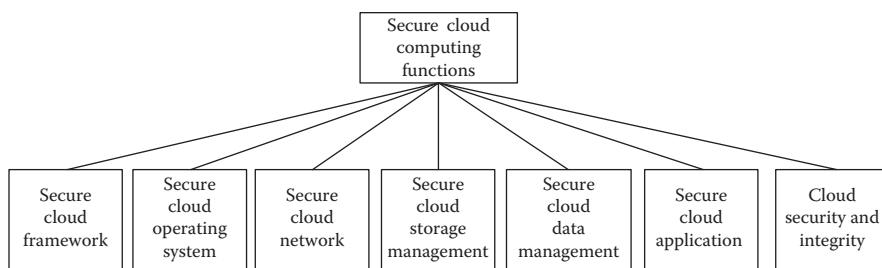 Secure cloud
computing
functions
Secure
cloud
framework
Secure
cloud
operating
system
Secure
cloud
network
Secure
cloud
storage
management
Secure
cloud
data
management
Secure
cloud
application
Cloud
security and
integrity